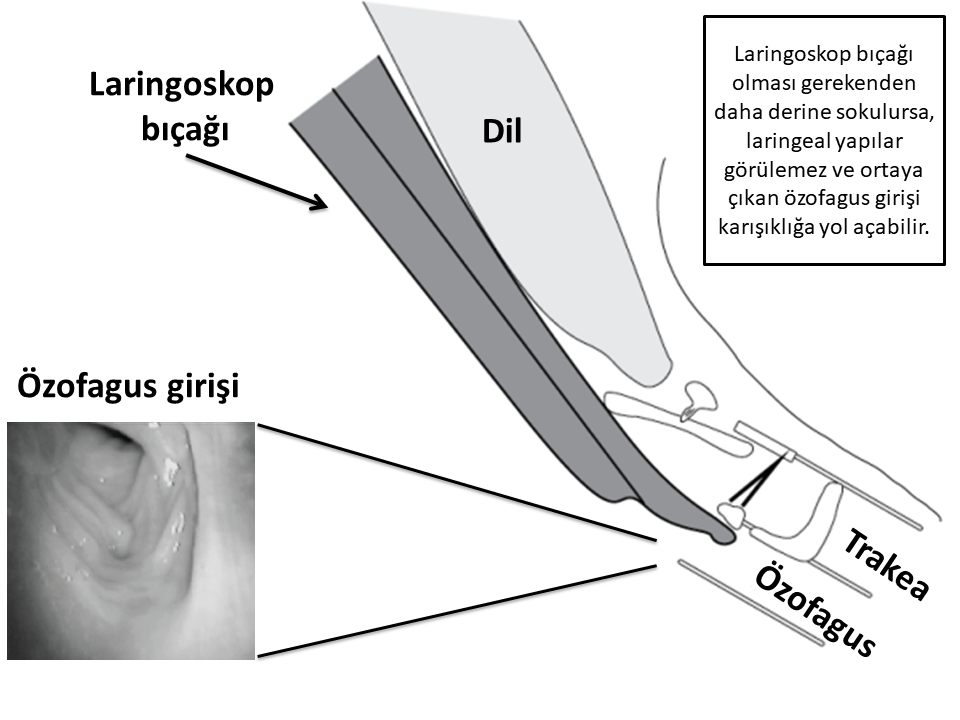 Laringoskop
bıçağı
Dil
Laringoskop bıçağı
olması gerekenden
daha derine sokulursa,
laringeal yapılar
görülemez ve ortaya
çıkan özofagus girişi
karışıklığa yol açabilir.
Özofagus girişi
Trakea
Özofagus